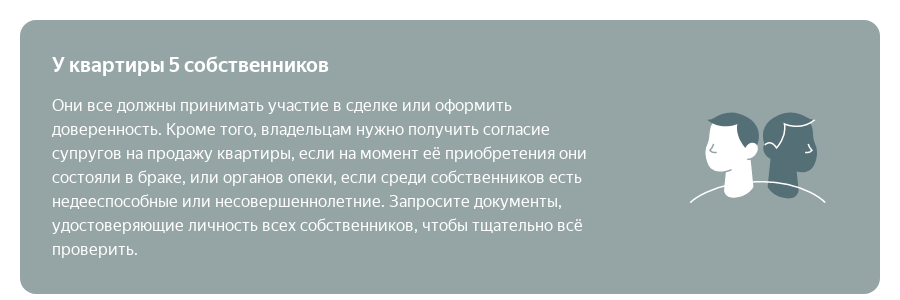 У квартиры 5 собственников
Они все должны принимать участие в сделке или оформить
доверенность. Кроме того, владельцам нужно получить согласие
супругов на продажу квартиры, если на момент её приобретения они
состояли в браке, или органов опеки, если среди собственников есть
недееспособные или несовершеннолетние. Запросите документы,
удостоверяющие личность всех собственников, чтобы тщательно всё
проверить.